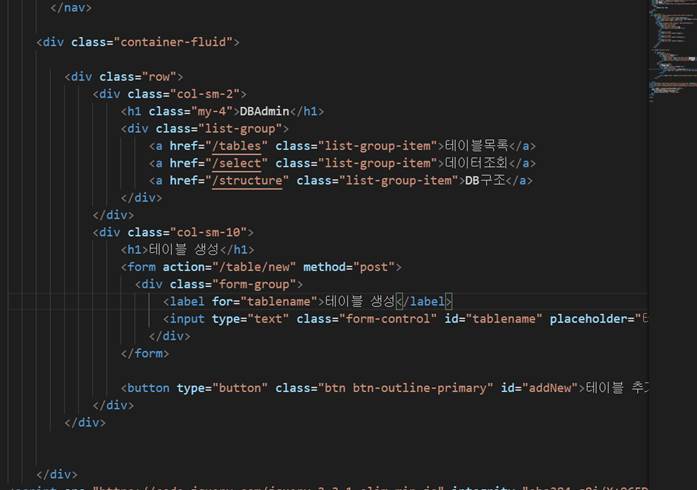 </nav>
<div class="container-fluid">
<div class="row">
<div class="col-sm-2">
<h1 class="my-4">DBAdmin</h1>
<div class="list-group">
<a href="/tables" class="list-group-item">테이블목록</a>
<a href="/select" class="list-group-item">데이터조회</a>
<a href="/structure" class="list-group-item">DB구조</a>
</div>
</div>
<div class="col-sm-10">
<h1>테이블 생성</h1>
<form action="/table/new" method="post">
<div class="form-group">
<label for="tablename">테이블 생성</label>
<input type="text" class="form-control" id="tablename" placeholder="
</div>
</form>
<button type="button" class="btn btn-outline-primary" id="addNew">테이블 추가
</div>
</div>
</div>